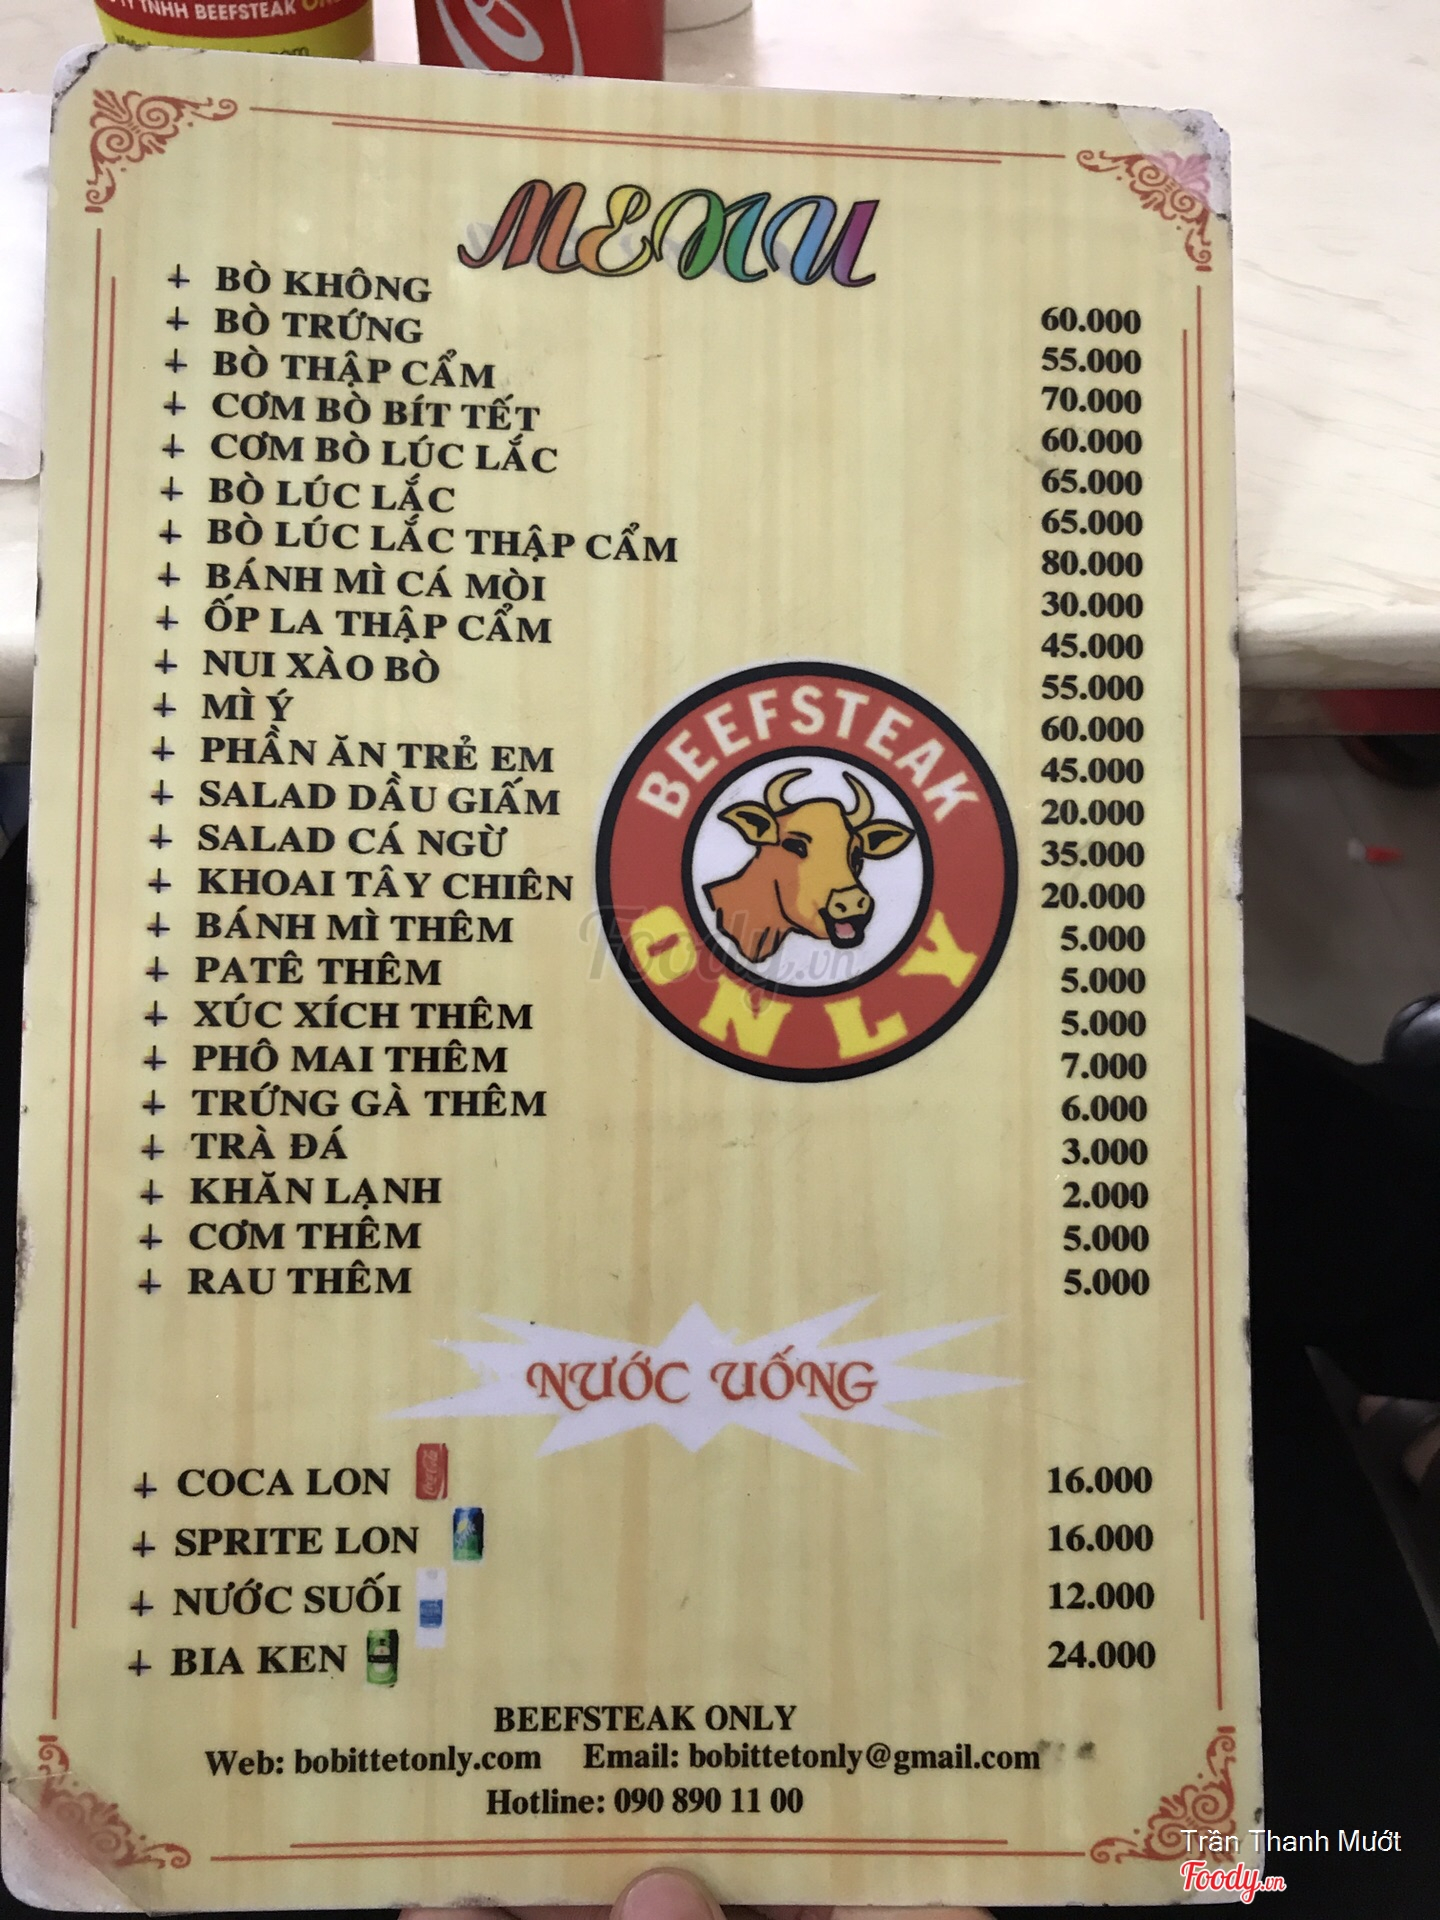 TY TNHH BEEFSTEAK ON
MENU
+ BÒ KHÔNG 60.000
+ BÒ TRỨNG 55.000
+ BÒ THẬP CẨM 70.000
+ CƠM BÒ BÍT TẾT 60.000
+ CƠM BÒ LÚC LẮC 65.000
+ BÒ LÚC LẮC 65.000
+ BÒ LÚC LẮC THẬP CẨM 80.000
+ BÁNH MÌ CÁ MÒI 30.000
+ ỐP LA THẬP CẨM 45.000
+ NUI XÀO BÒ 55.000
+ MÌ Ý 60.000
+ PHẦN ĂN TRẺ EM 45.000
+ SALAD DẦU GIẤM 20.000
+ SALAD CÁ NGỪ 35.000
+ KHOAI TÂY CHIÊN 20.000
+ BÁNH MÌ THÊM 5.000
+ PATÊ THÊM 5.000
+ XÚC XÍCH THÊM 5.000
+ PHÔ MAI THÊM 7.000
+ TRỨNG GÀ THÊM 6.000
+ TRÀ ĐÁ 3.000
+ KHĂN LẠNH 2.000
+ CƠM THÊM 5.000
+ RAU THÊM 5.000
BEEFSTEAK
ONLY
Foody.vn
NƯỚC UỐNG
+ COCA LON 16.000
+ SPRITE LON 16.000
+ NƯỚC SUỐI 12.000
+ BIA KEN 24.000
BEEFSTEAK ONLY
Web: bobittetonly.com Email: bobittetonly@gmail.com
Hotline: 090 890 11 00
Trần Thanh Mướt
Foody.vn